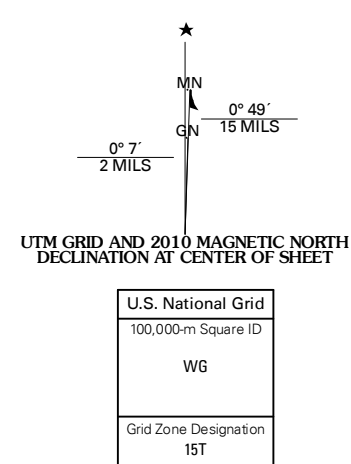 ★
MN
0° 49´
15 MILS
GN
0° 7´
2 MILS
UTM GRID AND 2010 MAGNETIC NORTH
DECLINATION AT CENTER OF SHEET
U.S. National Grid
100,000-m Square ID
WG
Grid Zone Designation
15T